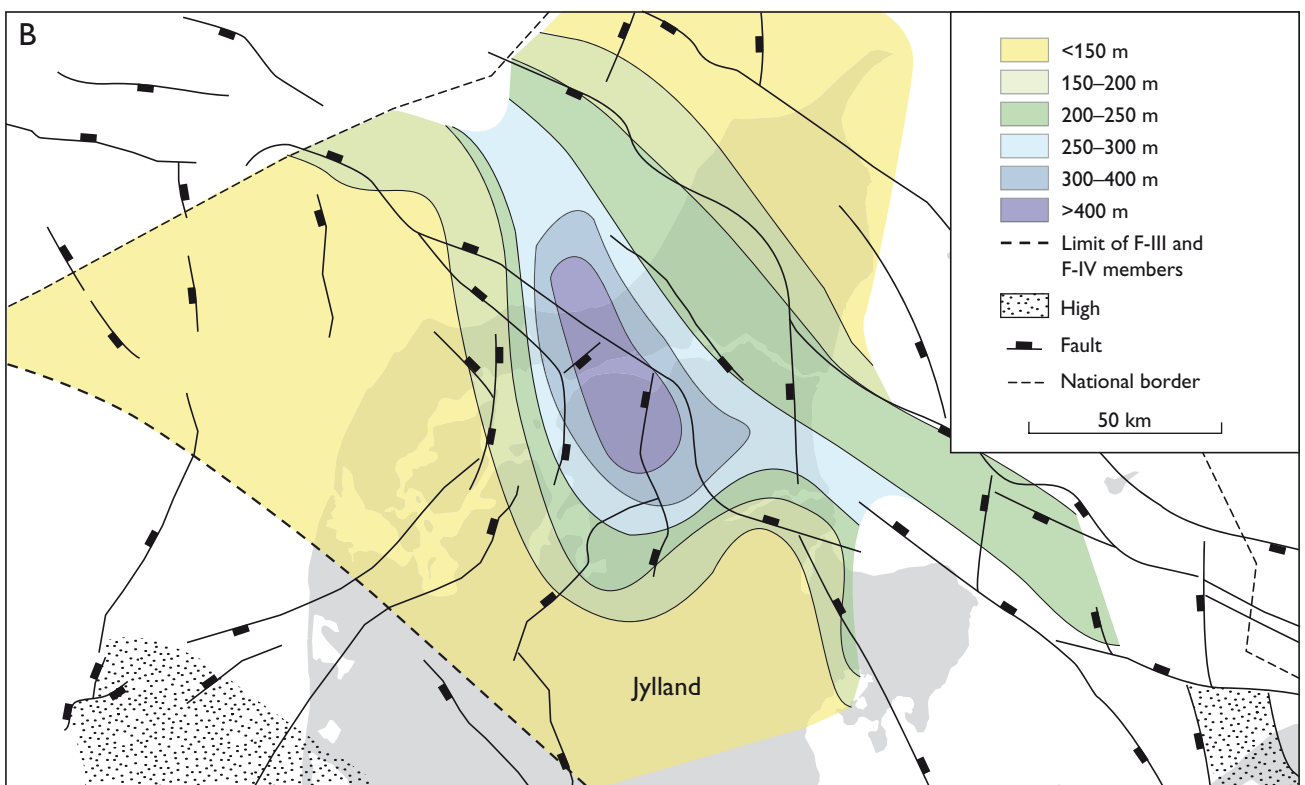 B
<150 m
150–200 m
200–250 m
250–300 m
300–400 m
>400 m
Limit of F-III and
F-IV members
High
Fault
National border
50 km
Jylland